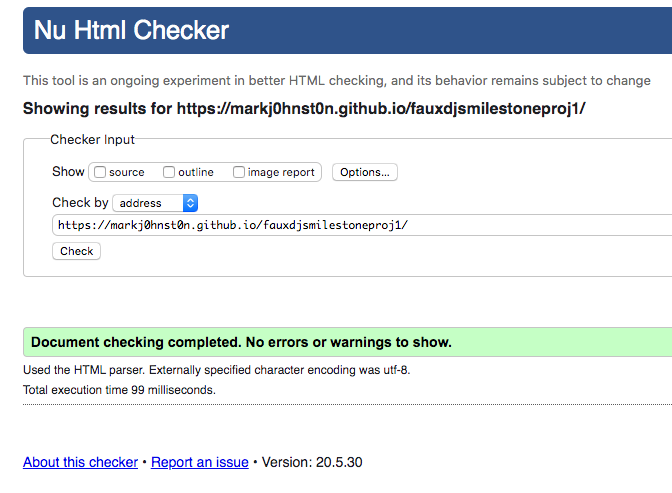 Nu Html Checker
This tool is an ongoing experiment in better HTML checking, and its behavior remains subject to change
Showing results for https://markj0hnst0n.github.io/fauxdjsmilestoneproj1/
Checker Input
Show source outline image report Options...
Check by address
https://markj0hnst0n.github.io/fauxdjsmilestoneproj1/
Check
Document checking completed. No errors or warnings to show.
Used the HTML parser. Externally specified character encoding was utf-8.
Total execution time 99 milliseconds.
About this checker • Report an issue • Version: 20.5.30